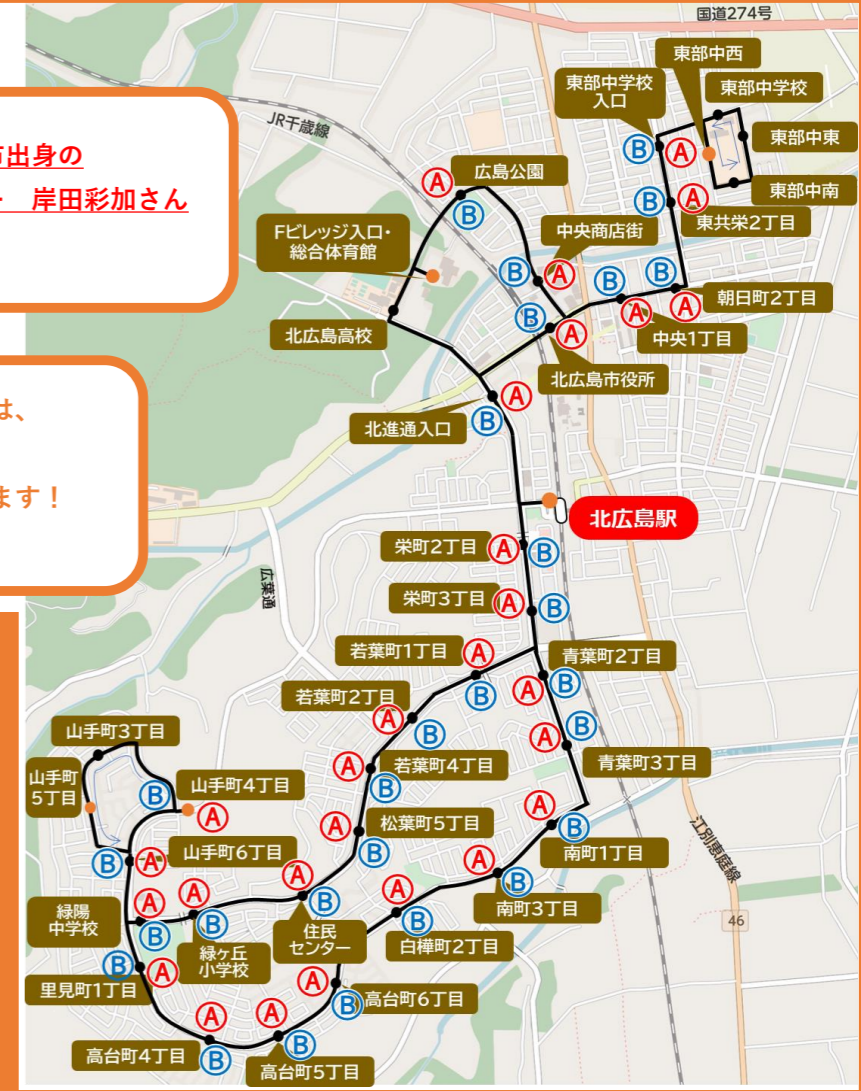 国道274号
東部中西
東部中学校
入口
東部中学校
東部中東
東部中南
JR千歳線
市出身の
岸田彩加さん
広島公園
東共栄2丁目
Fビレッジ入口・
総合体育館
中央商店街
朝日町2丁目
中央1丁目
北広島高校
北広島市役所
は、
北進通入口
ます！
北広島駅
栄町2丁目
広葉通
栄町3丁目
若葉町1丁目
青葉町2丁目
若葉町2丁目
山手町3丁目
若葉町4丁目
青葉町3丁目
山手町
5丁目
山手町4丁目
松葉町5丁目
江別恵庭線
南町1丁目
山手町6丁目
南町3丁目
46
緑陽
中学校
緑ヶ丘
小学校
住民
センター
白樺町2丁目
里見町1丁目
高台町6丁目
高台町4丁目
高台町5丁目
A
B
A
B
A
B
B
A
B
B
A
A
B
A
A
B
A
B
A
B
A
B
A
B
A
B
A
B
A
B
A
B
A
B
A
B
A
B
A
B
A
B
A
B
A
B
A
B
A
B
A
B
A
B
A
B
A
B